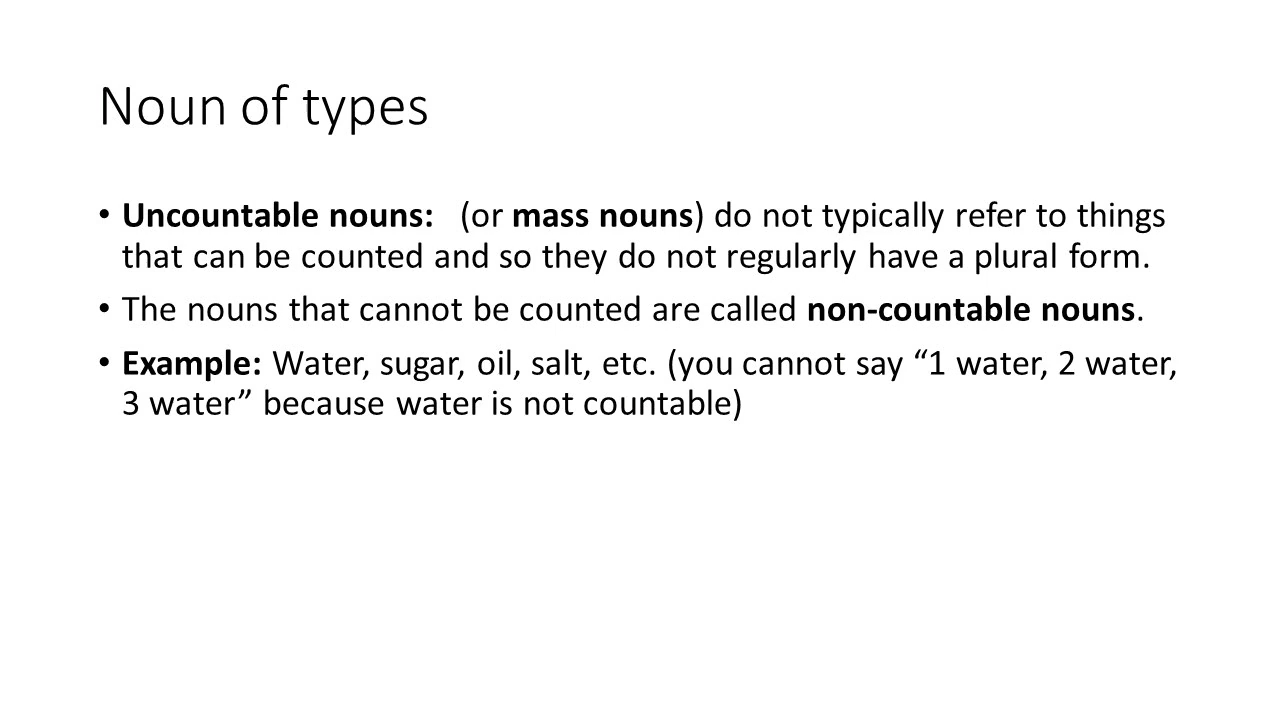 Noun of types
• Uncountable nouns:   (or mass nouns) do not typically refer to things
that can be counted and so they do not regularly have a plural form.
• The nouns that cannot be counted are called non-countable nouns.
• Example: Water, sugar, oil, salt, etc. (you cannot say “1 water, 2 water,
3 water” because water is not countable)